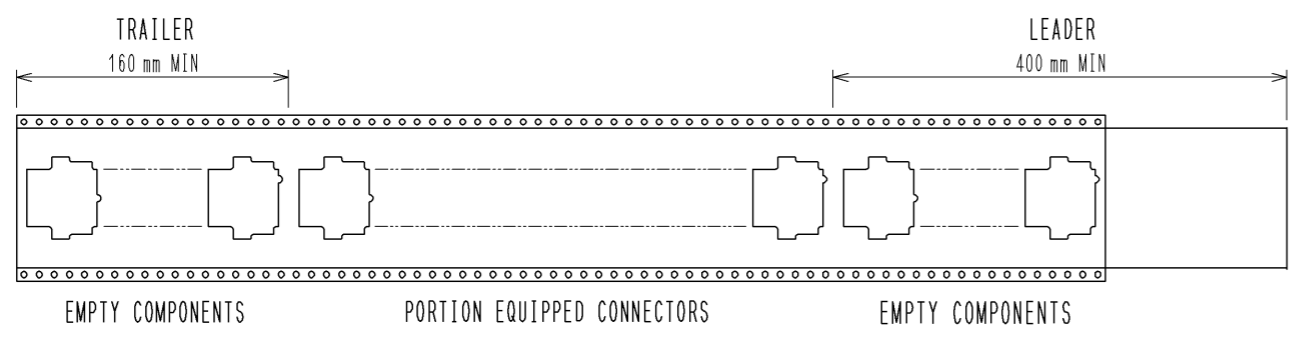 TRAILER
160 mm MIN
LEADER
400 mm MIN
EMPTY COMPONENTS
PORTION EQUIPPED CONNECTORS
EMPTY COMPONENTS